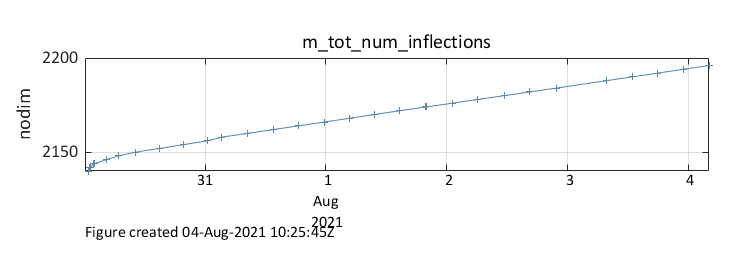 m_tot_num_inflections
2200
nodim
2150
31 1 2 3 4
Aug
2021
Figure created 04-Aug-2021 10:25:45Z